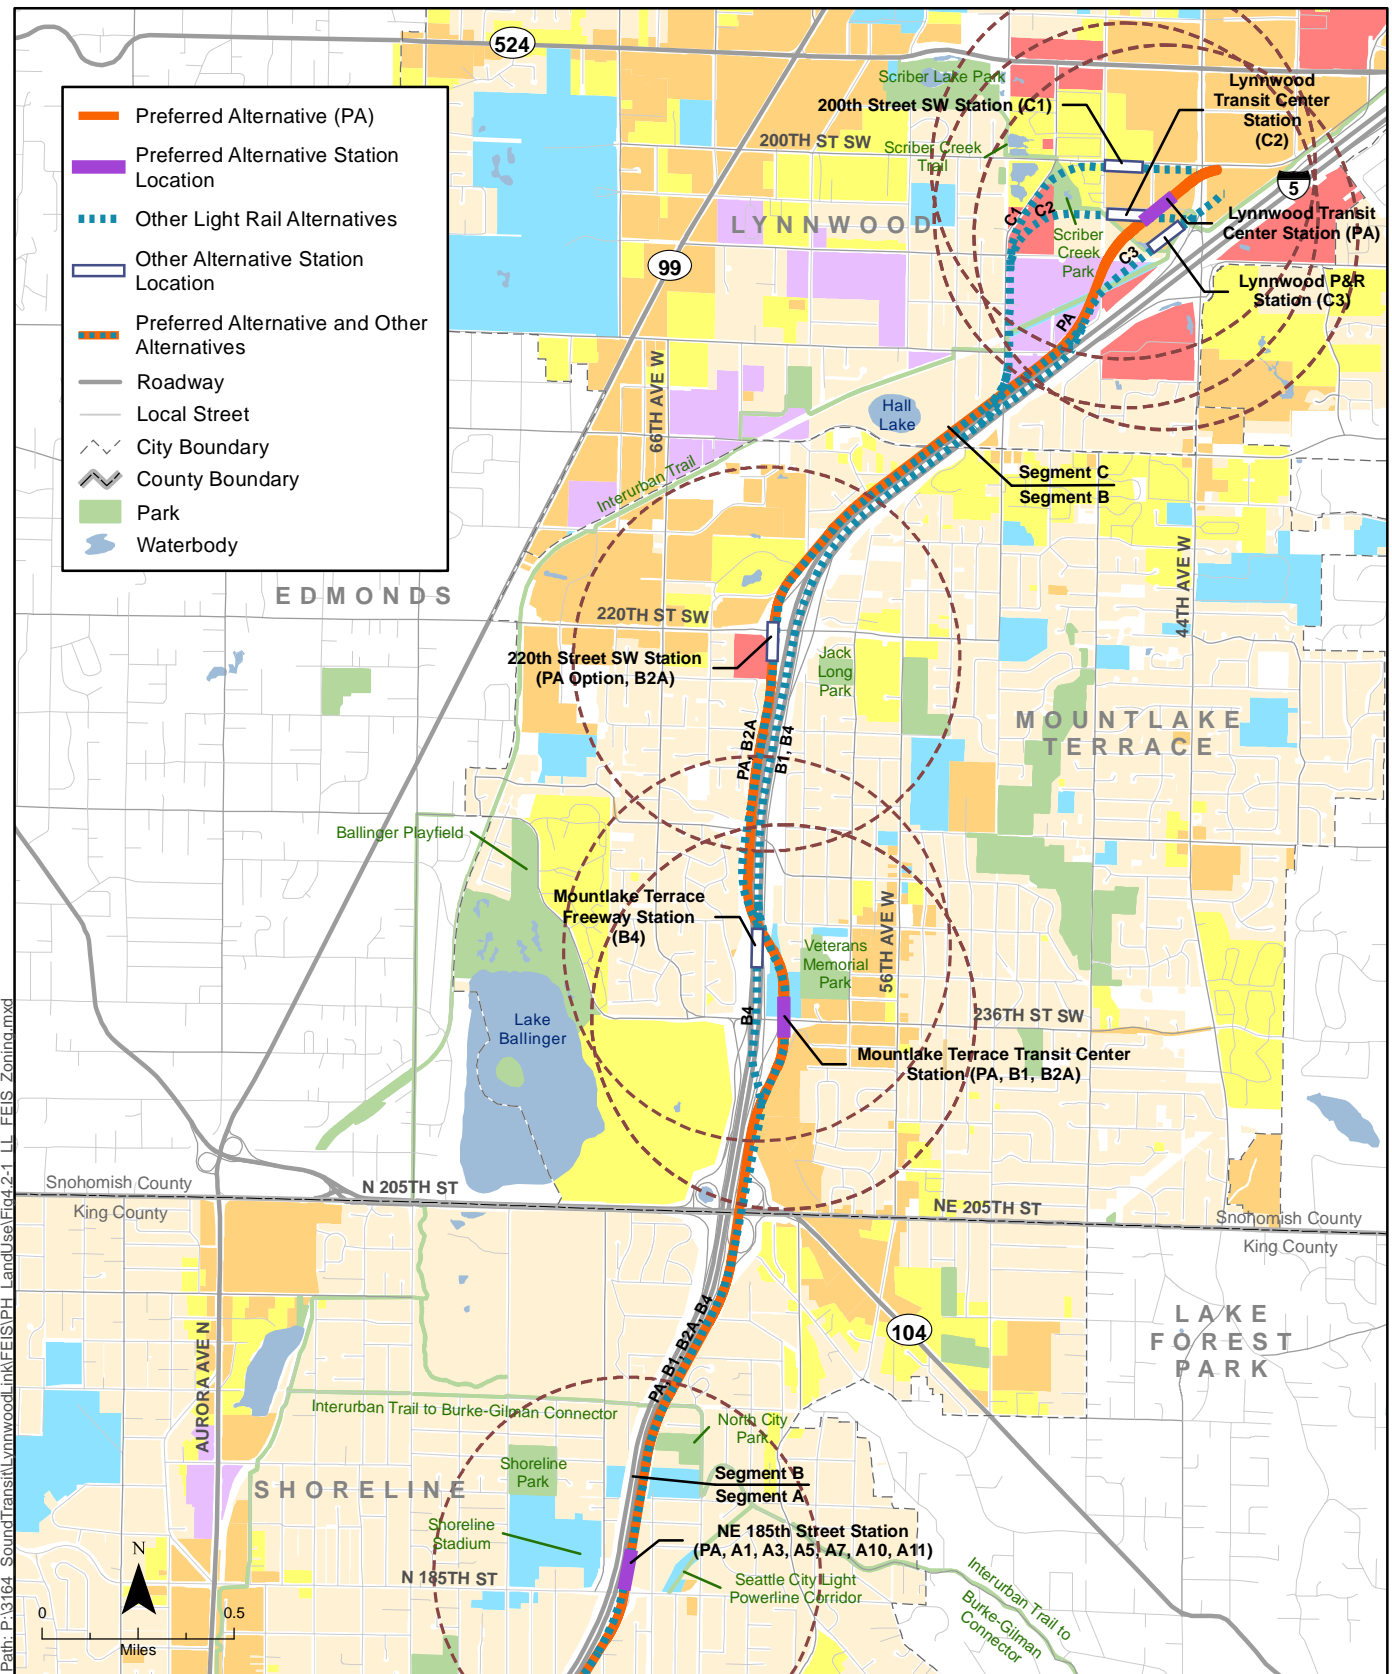 524
Preferred Alternative (PA)
Preferred Alternative Station
Location
Other Light Rail Alternatives
Other Alternative Station
Location
Preferred Alternative and Other
Alternatives
Roadway
Local Street
City Boundary
County Boundary
Park
Waterbody
Scriber Lake Park
200th Street SW Station (C1)
Lynnwood
Transit Center
Station
(C2)
200TH ST SW
Scriber Creek
Trail
5
LYNNWOOD
C1
C2
Lynnwood Transit
Center Station (PA)
Scriber
Creek
Park
C3
99
Lynnwood P&R
Station (C3)
PA
66TH AVE W
Hall
Lake
Interurban Trail
Segment C
Segment B
44TH AVE W
EDMONDS
220TH ST SW
220th Street SW Station
(PA Option, B2A)
Jack
Long
Park
MOUNTLAKE
TERRACE
PA, B2A
B1, B4
Ballinger Playfield
Mountlake Terrace
Freeway Station
(B4)
56TH AVE W
Veterans
Memorial
Park
B4
236TH ST SW
Lake
Ballinger
Mountlake Terrace Transit Center
Station (PA, B1, B2A)
Snohomish County
King County
N 205TH ST
NE 205TH ST
Snohomish County
King County
PA, B1, B2A, B4
104
LAKE
FOREST
PARK
AURORA AVE N
Interurban Trail to Burke-Gilman Connector
North City
Park
Shoreline
Park
SHORELINE
Segment B
Segment A
Shoreline
Stadium
NE 185th Street Station
(PA, A1, A3, A5, A7, A10, A11)
N 185TH ST
Seattle City Light
Powerline Corridor
Interurban Trail to
Burke-Gilman
Connector
N
0
0.5
Miles
Path: P:\3164_SoundTransit\LynnwoodLink\FEIS\PH_LandUse\Fig4.2-1_LL_FEIS_Zoning.mxd